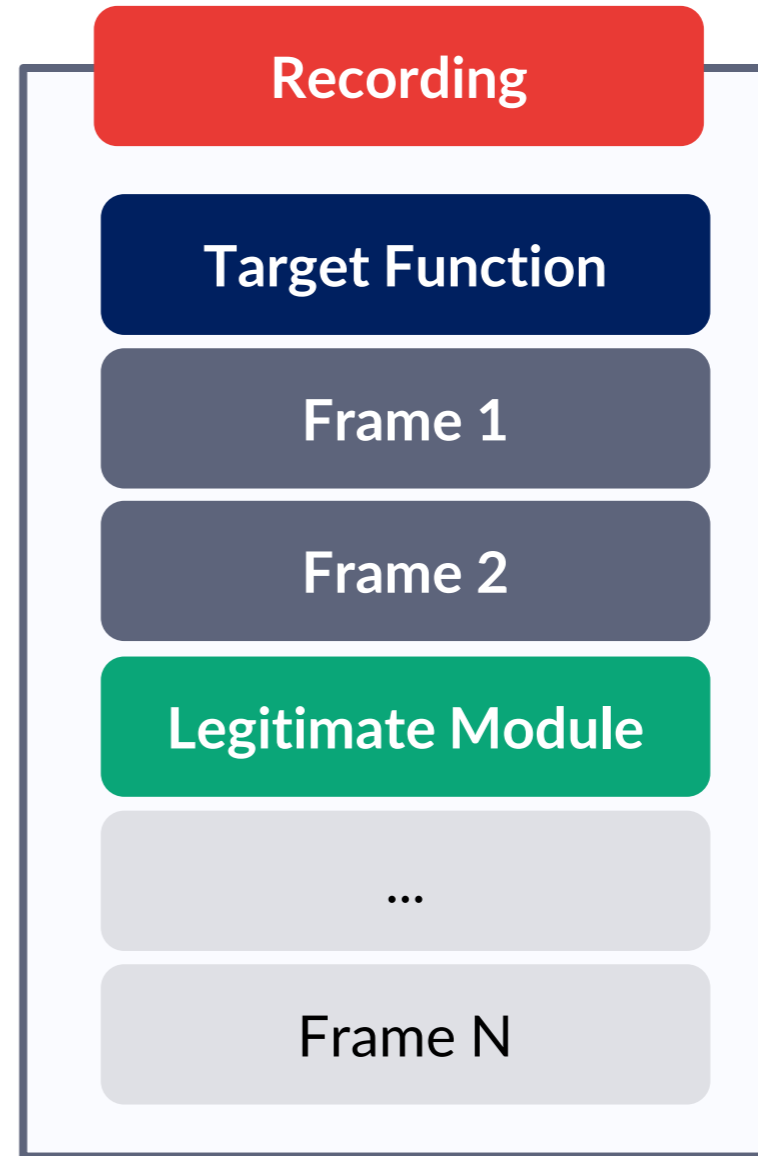 Recording
Target Function
Frame 1
Frame 2
Legitimate Module
...
Frame N